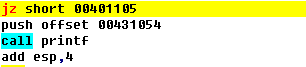 jz short 00401105
push offset 00431054
call printf
add esp,4